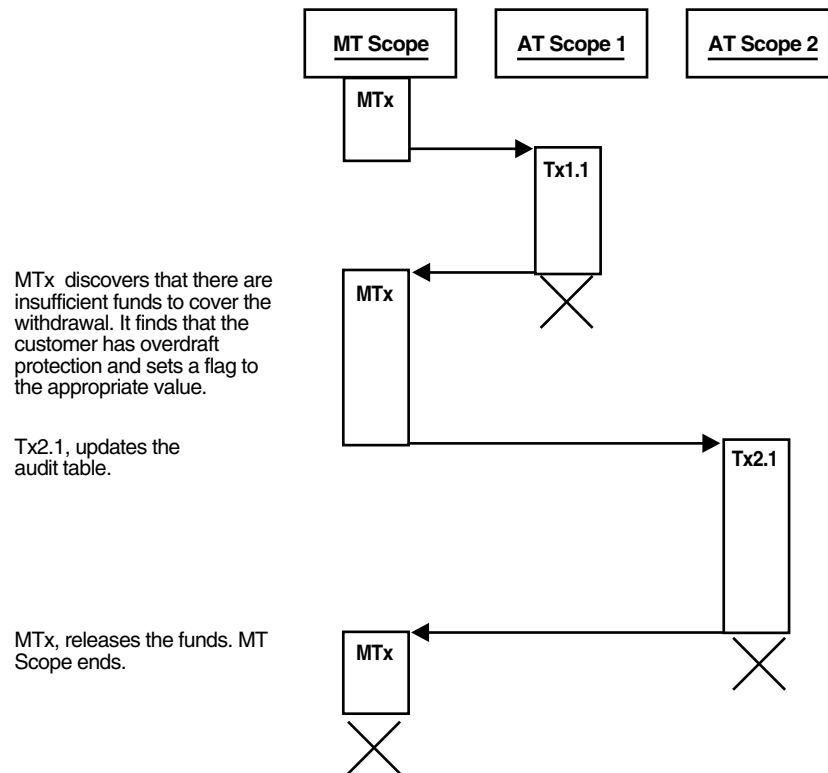 MT Scope
AT Scope 1
AT Scope 2
MTx
Tx1.1
MTx discovers that there are
insufficient funds to cover the
withdrawal. It finds that the
customer has overdraft
protection and sets a flag to
the appropriate value.
MTx
Tx2.1, updates the
audit table.
Tx2.1
MTx, releases the funds. MT
Scope ends.
MTx